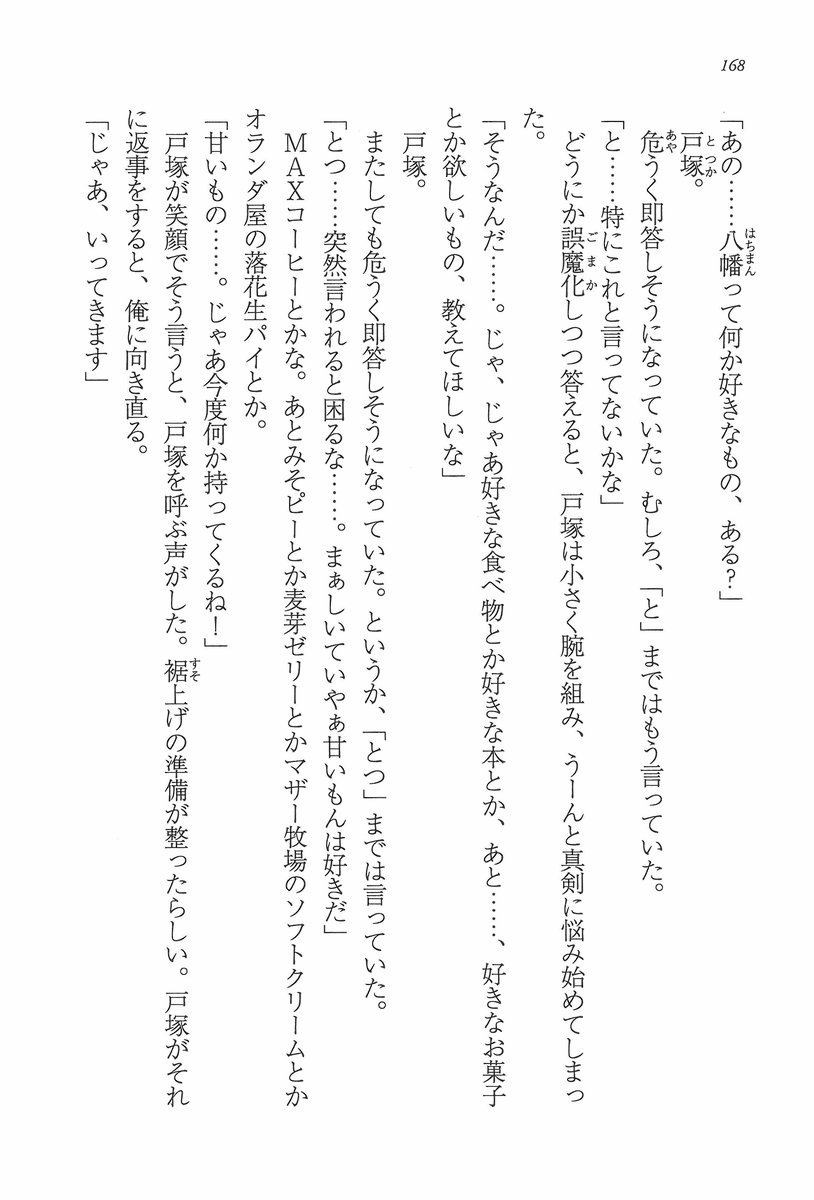 168
「あの……八幡って何か好きなもの、ある?」
戸塚。
危うく即答しそうになっていた。むしろ、「と」まではもう言っていた。
「と……特にこれと言ってないかな」
どうにか誤魔化しつつ答えると、戸塚は小さく腕を組み、うーんと真剣に悩み始めてしまっ
た。
「そうなんだ……。じゃ、じゃあ好きな食べ物とか好きな本とか、あと……、好きなお菓子
とか欲しいもの、教えてほしいな」
戸塚。
またしても危うく即答しそうになっていた。というか、「とつ」までは言っていた。
「とつ……突然言われると困るな……。まぁしいていやぁ甘いもんは好きだ」
MAXコーヒーとかな。あとみそピーとか麦芽ゼリーとかマザー牧場のソフトクリームとか
オランダ屋の落花生パイとか。
「甘いもの……。じゃあ今度何か持ってくるね!」
戸塚が笑顔でそう言うと、戸塚を呼ぶ声がした。裾上げの準備が整ったらしい。戸塚がそれ
に返事をすると、俺に向き直る。
「じゃあ、いってきます」